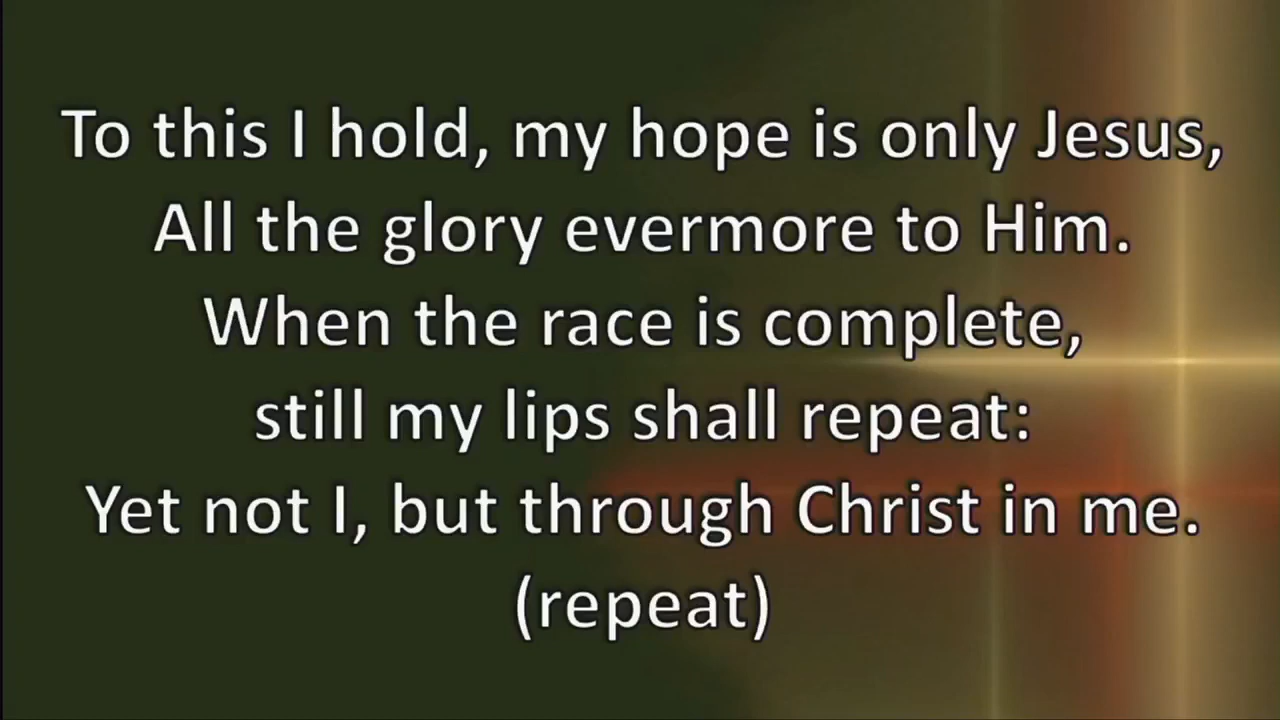 To this I hold, my hope is only Jesus,
All the glory evermore to Him.
When the race is complete,
still my lips shall repeat:
Yet not I, but through Christ in me.
(repeat)